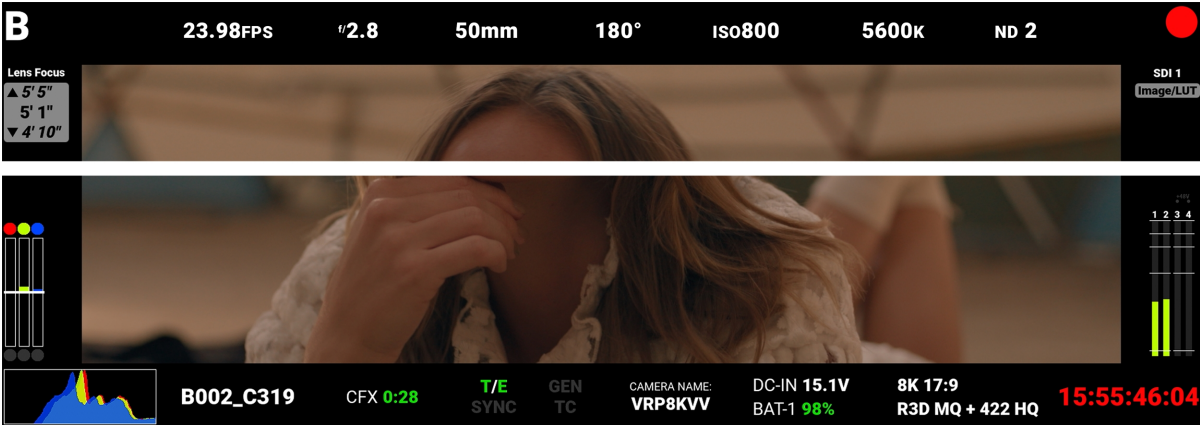 B
23.98FPS f/2.8 50mm 180° ISO800 5600K ND 2
Lens Focus
▲ 5' 5"
5' 1"
▼ 4' 10"
SDI 1
Image/LUT
1 2 3 4
B002_C319
CFX 0:28
T/E
SYNC
GEN
TC
CAMERA NAME:
VRP8KVV
DC-IN 15.1V
BAT-1 98%
8K 17:9
R3D MQ + 422 HQ
15:55:46:04